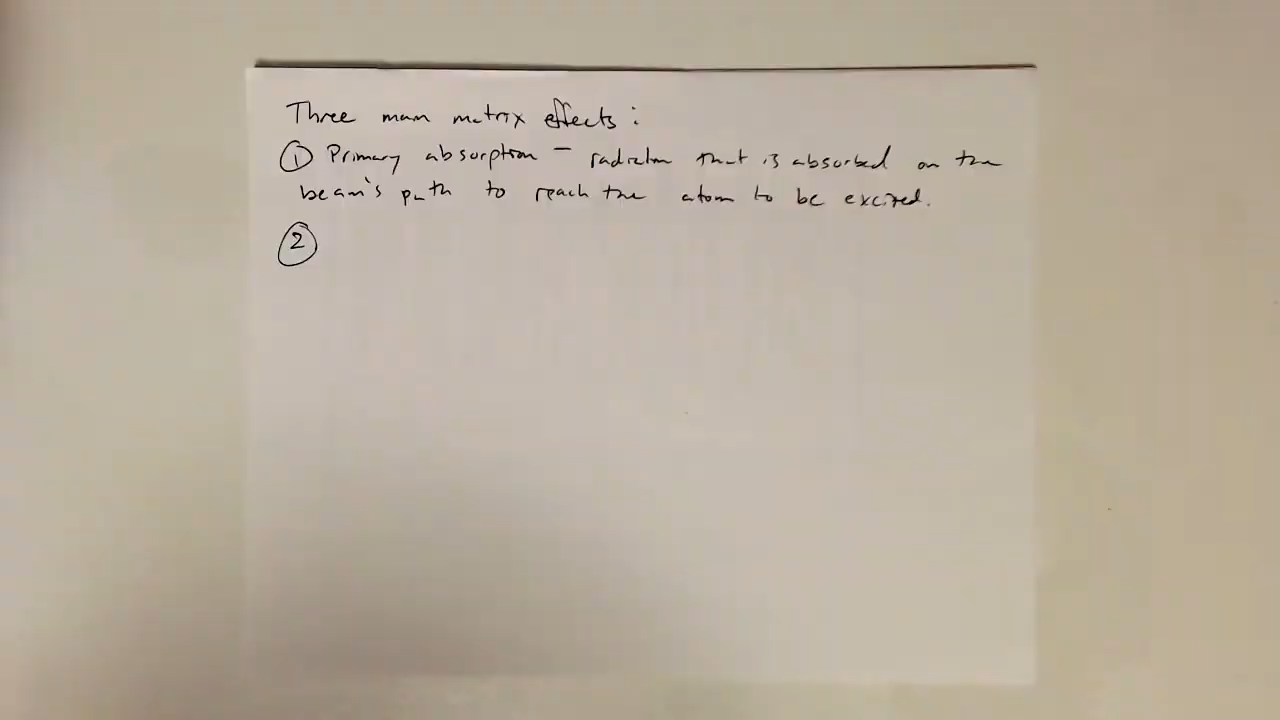 Three main matrix effects:
① Primary absorption – radiation that is absorbed on the
beam's path to reach the atom to be excited.
②